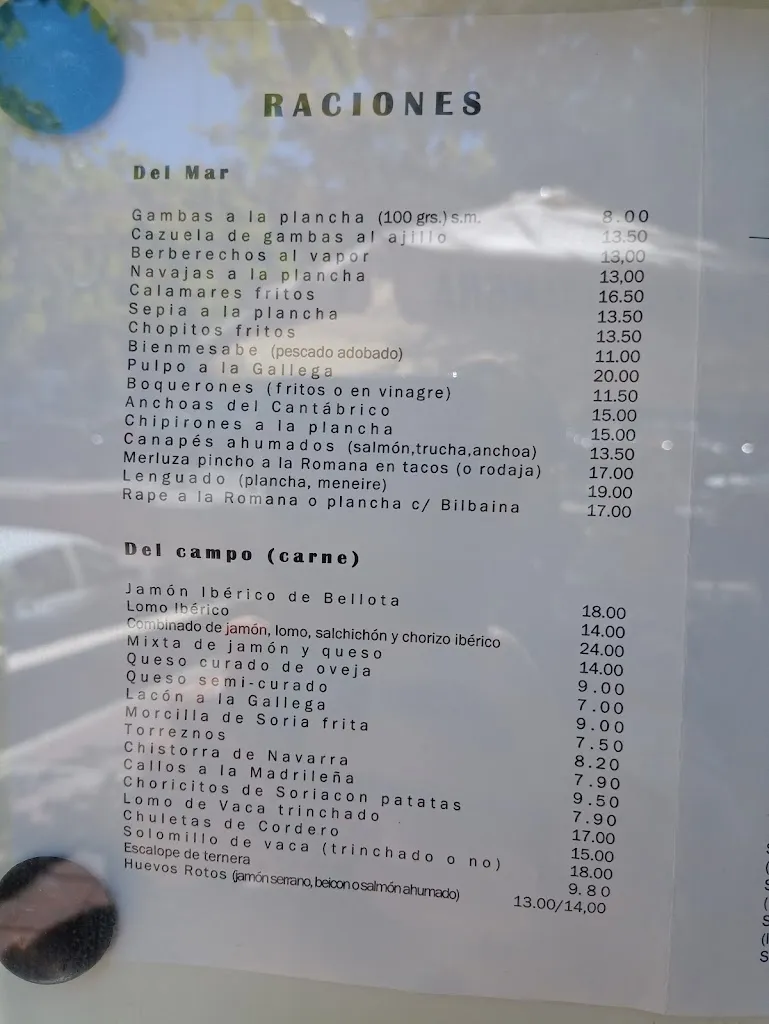 RACIONES
Del Mar
Gambas a la plancha (100 grs.) s.m. 8.00
Cazuela de gambas al ajillo 13.50
Berberechos al vapor 13,00
Navajas a la plancha 13,00
Calamares fritos 16.50
Sepia a la plancha 13.50
Chopitos fritos 13.50
Bienmesabe (pescado adobado) 11.00
Pulpo a la Gallega 20.00
Boquerones (fritos o en vinagre) 11.50
Anchoas del Cantábrico 15.00
Chipirones a la plancha 15.00
Canapés ahumados (salmón,trucha,anchoa) 13.50
Merluza pincho a la Romana en tacos (o rodaja) 17.00
Lenguado (plancha, meneire) 19.00
Rape a la Romana o plancha c/ Bilbaina 17.00
Del campo (carne)
Jamón Ibérico de Bellota 18.00
Lomo Ibérico 14.00
Combinado de jamón, lomo, salchichón y chorizo ibérico 24.00
Mixta de jamón y queso 14.00
Queso curado de oveja 9.00
Queso semi-curado 7.00
Lacón a la Gallega 9.00
Morcilla de Soria frita 7.50
Torreznos 8.20
Chistorra de Navarra 7.90
Callos a la Madrileña 9.50
Choricitos de Soriacon patatas 7.90
Lomo de Vaca trinchado 17.00
Chuletas de Cordero 15.00
Solomillo de vaca (trinchado o no) 18.00
Escalope de ternera 9.80
Huevos Rotos (jamón serrano, beicon o salmón ahumado) 13.00/14,00